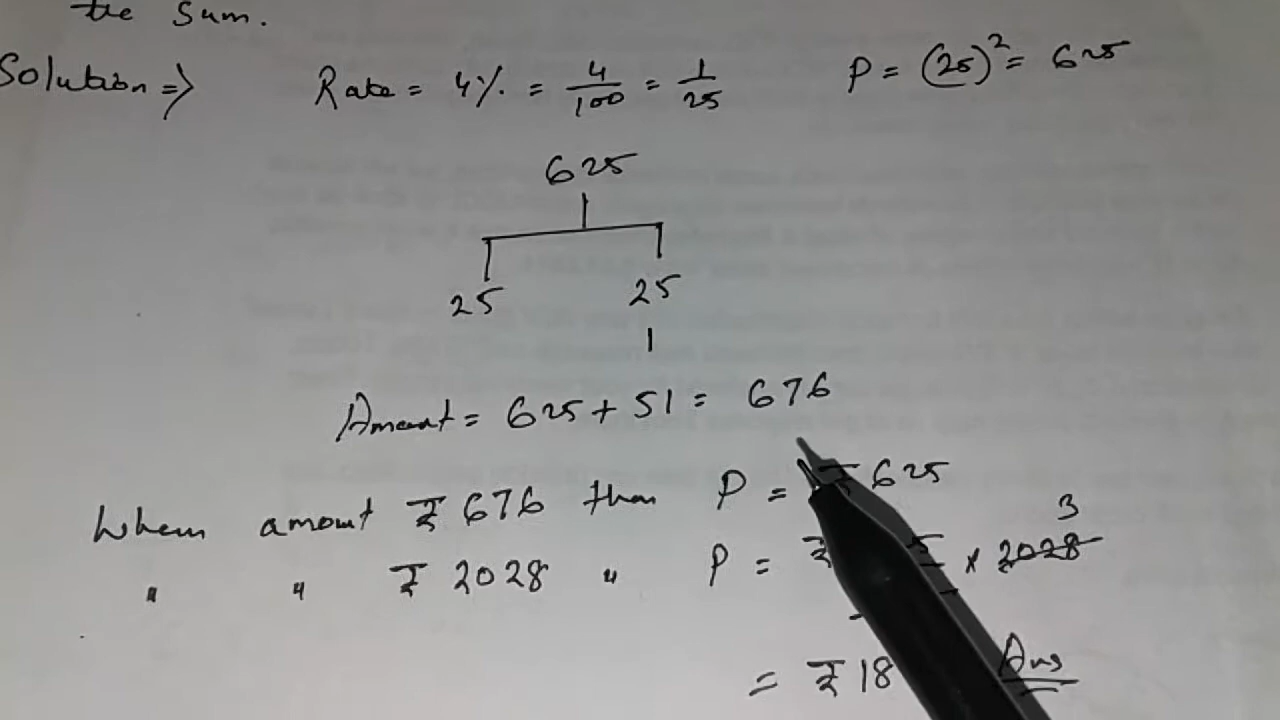 the Sum.
Solution ⇒ Rate = 4% = 4/100 = 1/25 P = (25)² = 625
625
25 25
1
Amount = 625 + 51 = 676
When amount ₹ 676 then P = ₹ 625
" " ₹ 2028 " P = ₹ × 2028 3
= ₹ 18 Ans